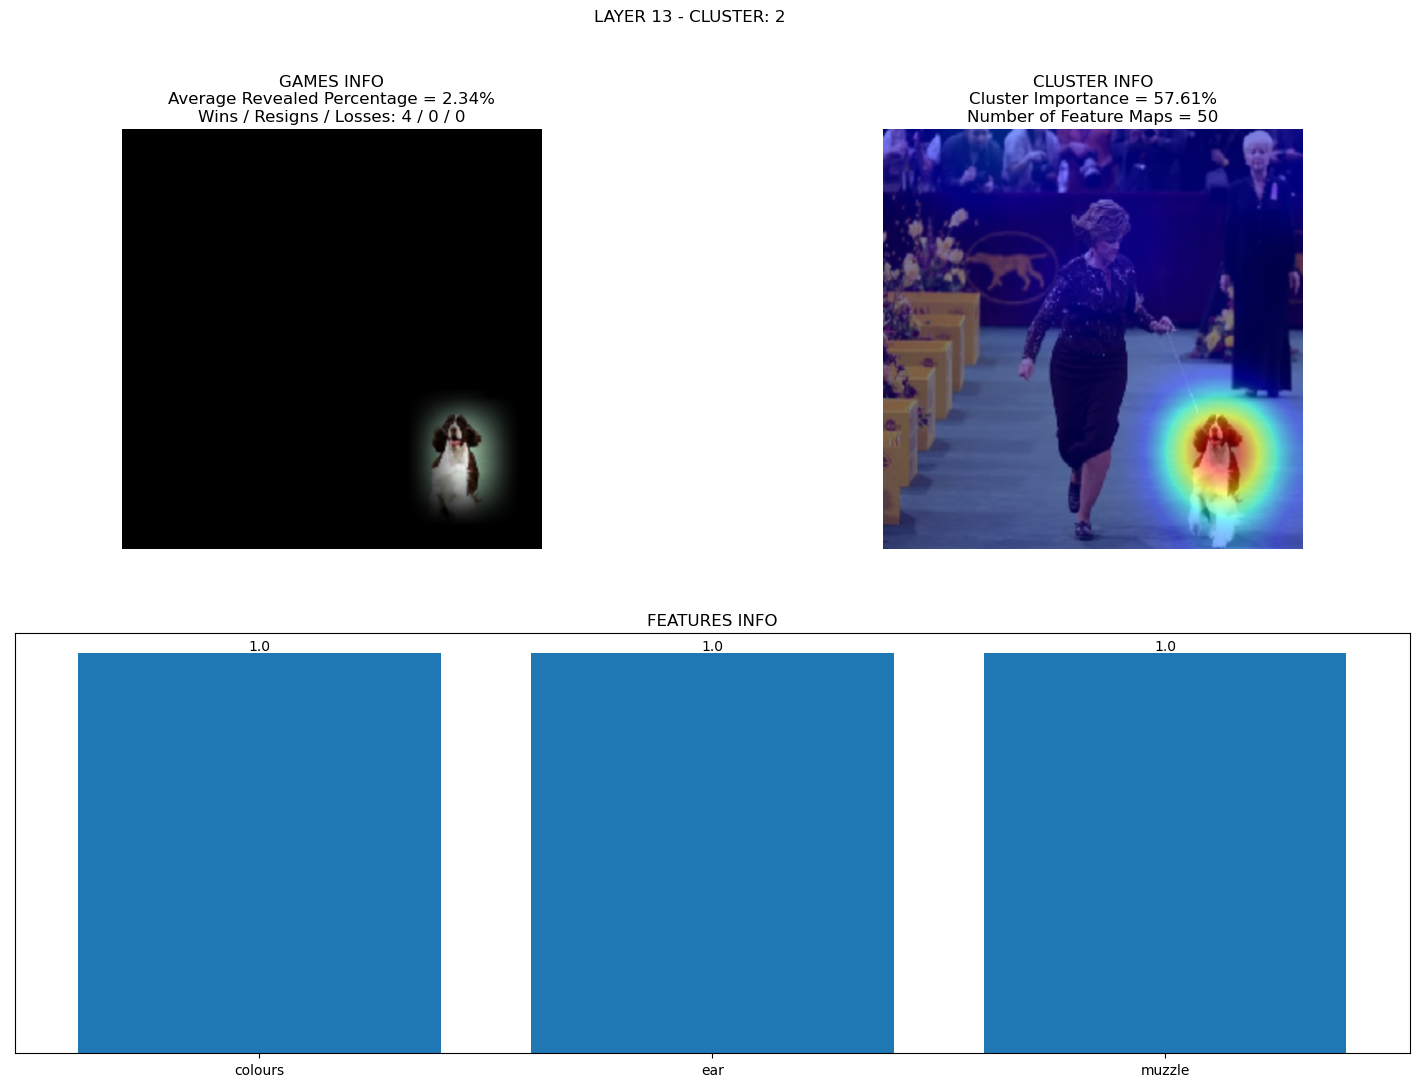 LAYER 13 - CLUSTER: 2
GAMES INFO
Average Revealed Percentage = 2.34%
Wins / Resigns / Losses: 4 / 0 / 0
CLUSTER INFO
Cluster Importance = 57.61%
Number of Feature Maps = 50
FEATURES INFO
1.0
1.0
1.0
colours
ear
muzzle